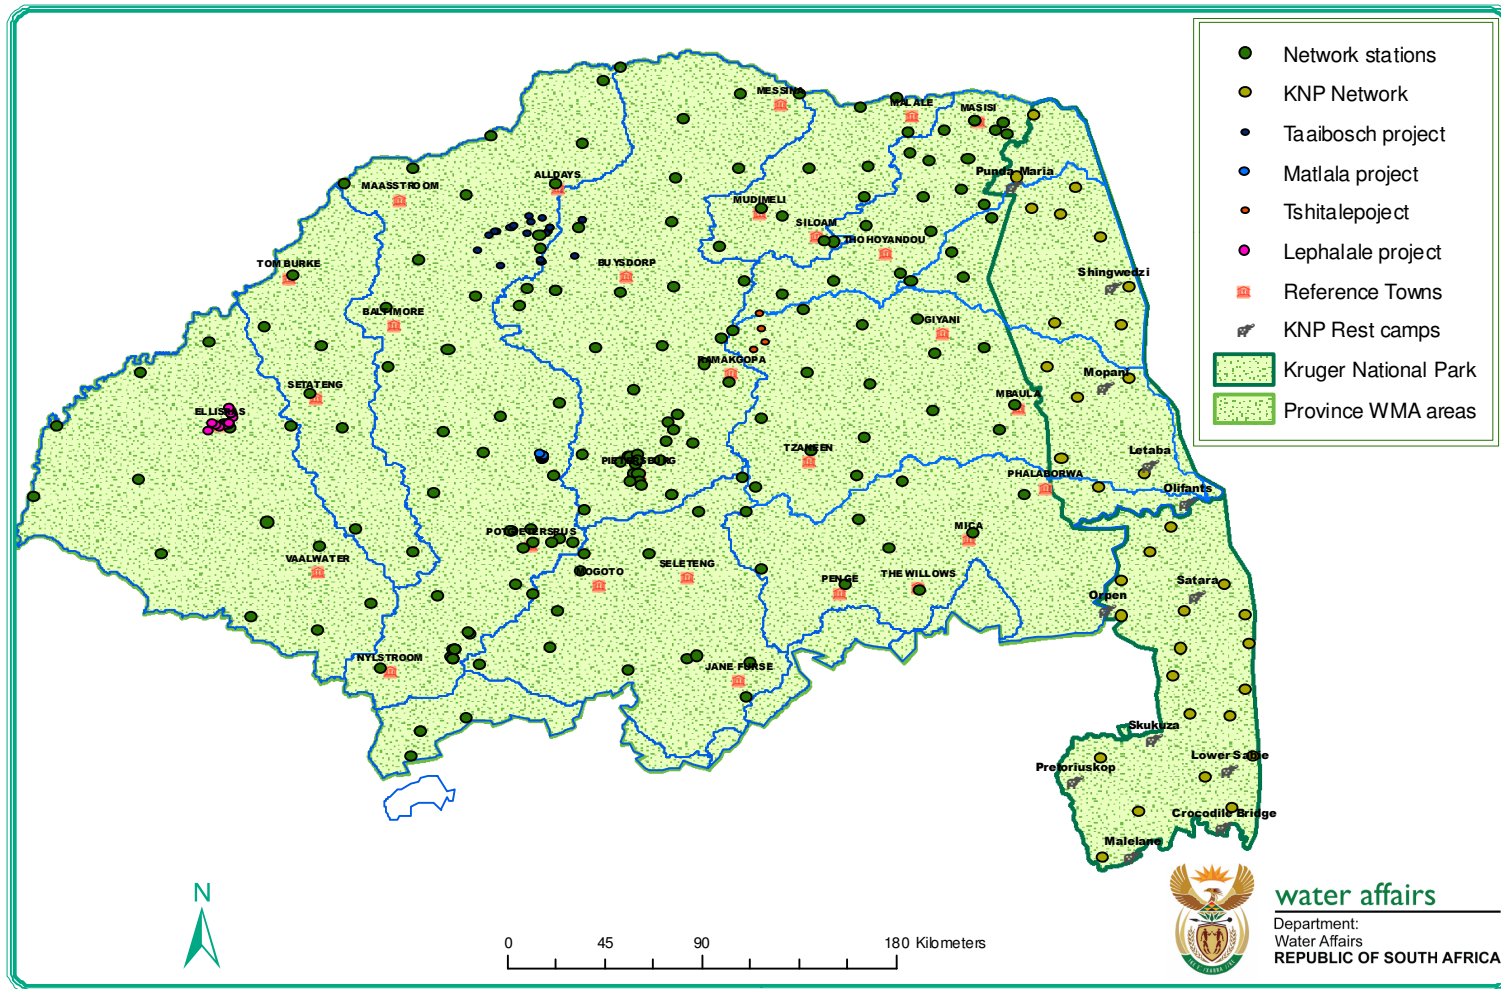 Network stations
KNP Network
Taaibosch project
Matlala project
Tshitalepoject
Lephalale project
Reference Towns
KNP Rest camps
Kruger National Park
Province WMA areas
MESSINA
MALALE
MASISI
Punda Maria
ALLDAYS
MAASSTROOM
MUDIMELI
SILOAM
THOHOYANDOU
TOM BURKE
BUYSDORP
Shingwedzi
BALTIMORE
GIYANI
RAMAKGOPA
Mopani
SETATENG
MBAULA
ELLISRAS
TZANEEN
Letaba
PIETERSBURG
PHALABORWA
Olifants
POTGIETERSRUS
MICA
VAALWATER
MOGOTO
SELETENG
PENGE
THE WILLOWS
Satara
Orpen
NYLSTROOM
JANE FURSE
Skukuza
Lower Sabie
Pretoriuskop
Crocodile Bridge
Malelane
N
0 45 90 180 Kilometers
water affairs
Department:
Water Affairs
REPUBLIC OF SOUTH AFRICA